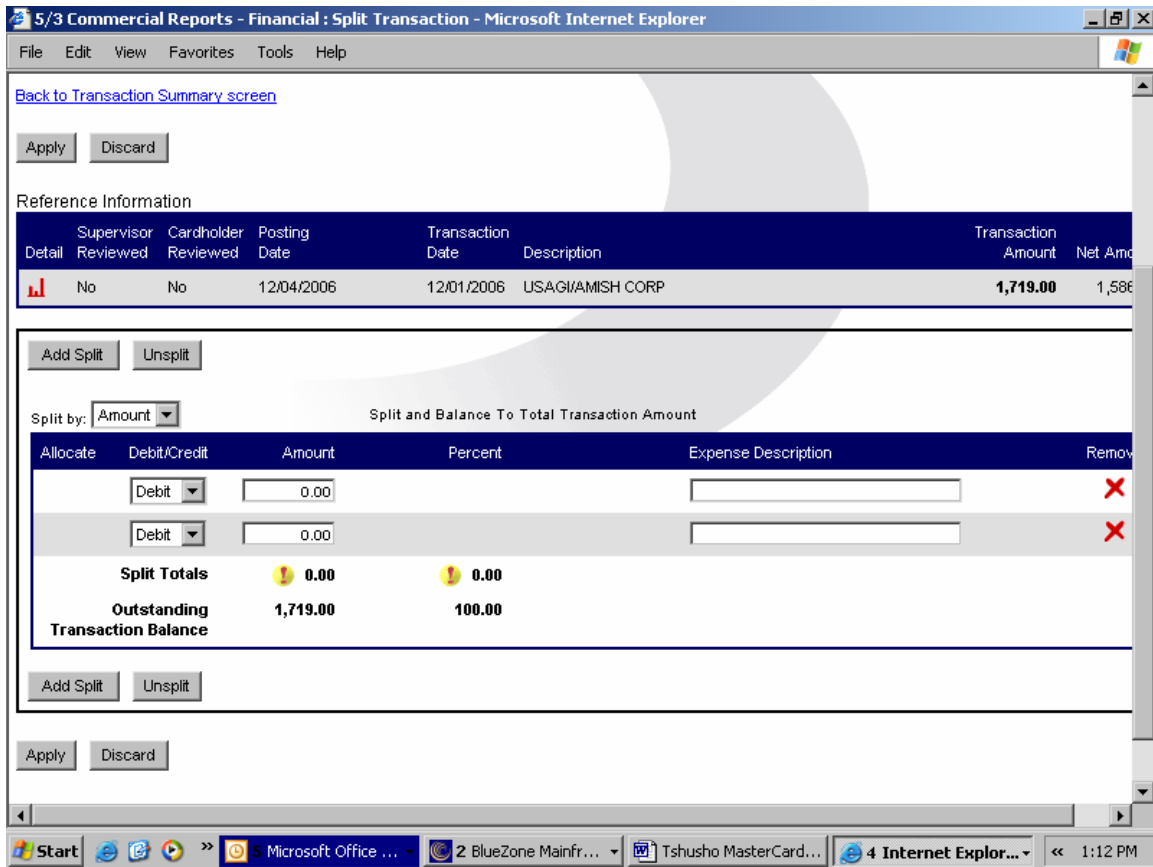 5/3 Commercial Reports - Financial : Split Transaction - Microsoft Internet Explorer
File Edit View Favorites Tools Help
Back to Transaction Summary screen
Apply Discard
Reference Information
Detail Supervisor Reviewed Cardholder Reviewed Posting Date Transaction Date Description Transaction Amount Net Amo
No No 12/04/2006 12/01/2006 USAGI/AMISH CORP 1,719.00 1,586
Add Split Unsplit
Split by: Amount Split and Balance To Total Transaction Amount
Allocate Debit/Credit Amount Percent Expense Description Remov
Debit 0.00
Debit 0.00
Split Totals 0.00 0.00
Outstanding Transaction Balance 1,719.00 100.00
Add Split Unsplit
Apply Discard
Start » 5 Microsoft Office ... 2 BlueZone Mainfr... Tshusho MasterCard... 4 Internet Explor... « 1:12 PM